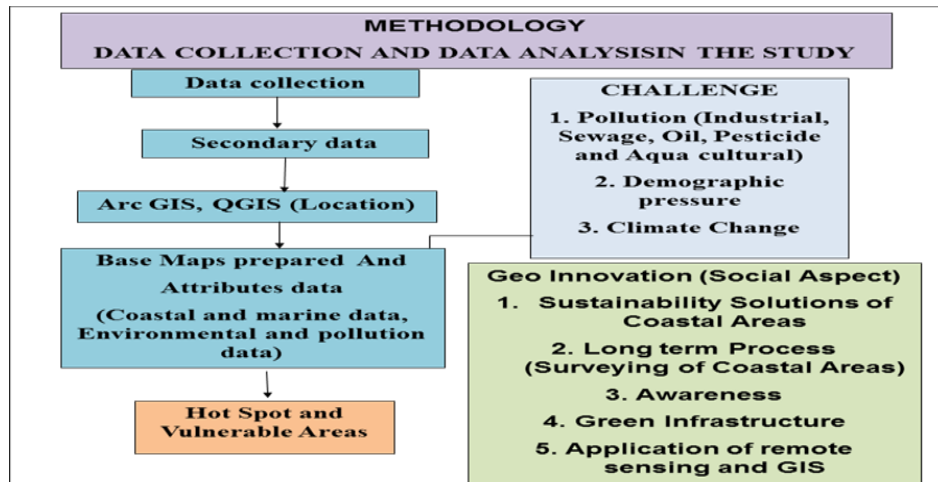 METHODOLOGY
DATA COLLECTION AND DATA ANALYSISIN THE STUDY
Data collection
Secondary data
Arc GIS, QGIS (Location)
Base Maps prepared And
Attributes data
(Coastal and marine data,
Environmental and pollution
data)
Hot Spot and
Vulnerable Areas
CHALLENGE
1. Pollution (Industrial,
Sewage, Oil, Pesticide
and Aqua cultural)
2. Demographic
pressure
3. Climate Change
Geo Innovation (Social Aspect)
1. Sustainability Solutions of
Coastal Areas
2. Long term Process
(Surveying of Coastal Areas)
3. Awareness
4. Green Infrastructure
5. Application of remote
sensing and GIS